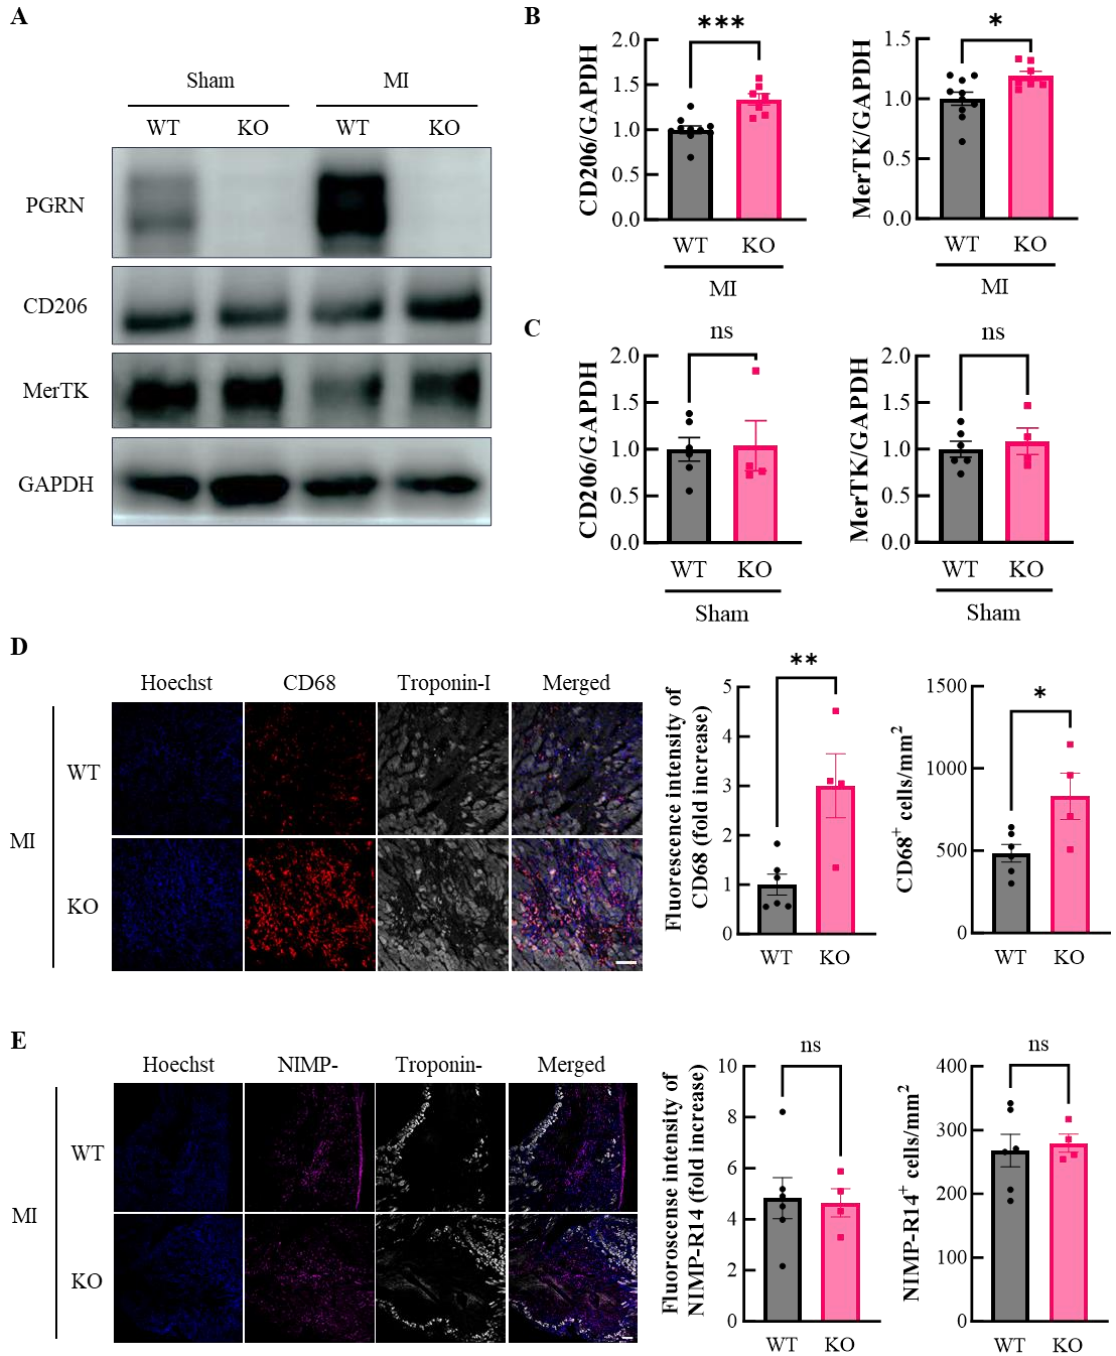 A
Sham MI
WT KO WT KO
PGRN
CD206
MerTK
GAPDH
B
CD206/GAPDH
2.0
1.5
1.0
0.5
0.0
***
WT KO
MI
MerTK/GAPDH
1.5
1.0
0.5
0.0
*
WT KO
MI
C
CD206/GAPDH
2.0
1.5
1.0
0.5
0.0
ns
WT KO
Sham
MerTK/GAPDH
2.0
1.5
1.0
0.5
0.0
ns
WT KO
Sham
D
Hoechst CD68 Troponin-I Merged
MI
WT
KO
Fluorescence intensity of
CD68 (fold increase)
5
4
3
2
1
0
**
WT KO
CD68+ cells/mm2
1500
1000
500
0
*
WT KO
E
Hoechst NIMP- Troponin- Merged
MI
WT
KO
Fluoroscense intensity of
NIMP-R14 (fold increase)
10
8
6
4
2
0
ns
WT KO
NIMP-R14+ cells/mm2
400
300
200
100
0
ns
WT KO